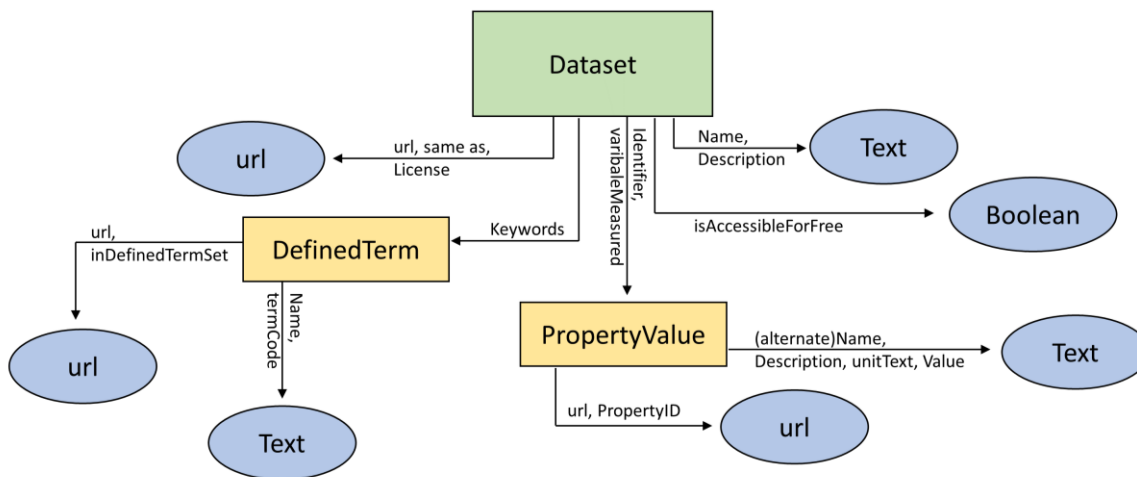 Dataset
url, same as,
License
url
Keywords
Identifier,
varibaleMeasured
Name,
Description
Text
isAccessibleForFree
Boolean
DefinedTerm
url,
inDefinedTermSet
url
Name,
termCode
Text
PropertyValue
(alternate)Name,
Description, unitText, Value
Text
url, PropertyID
url